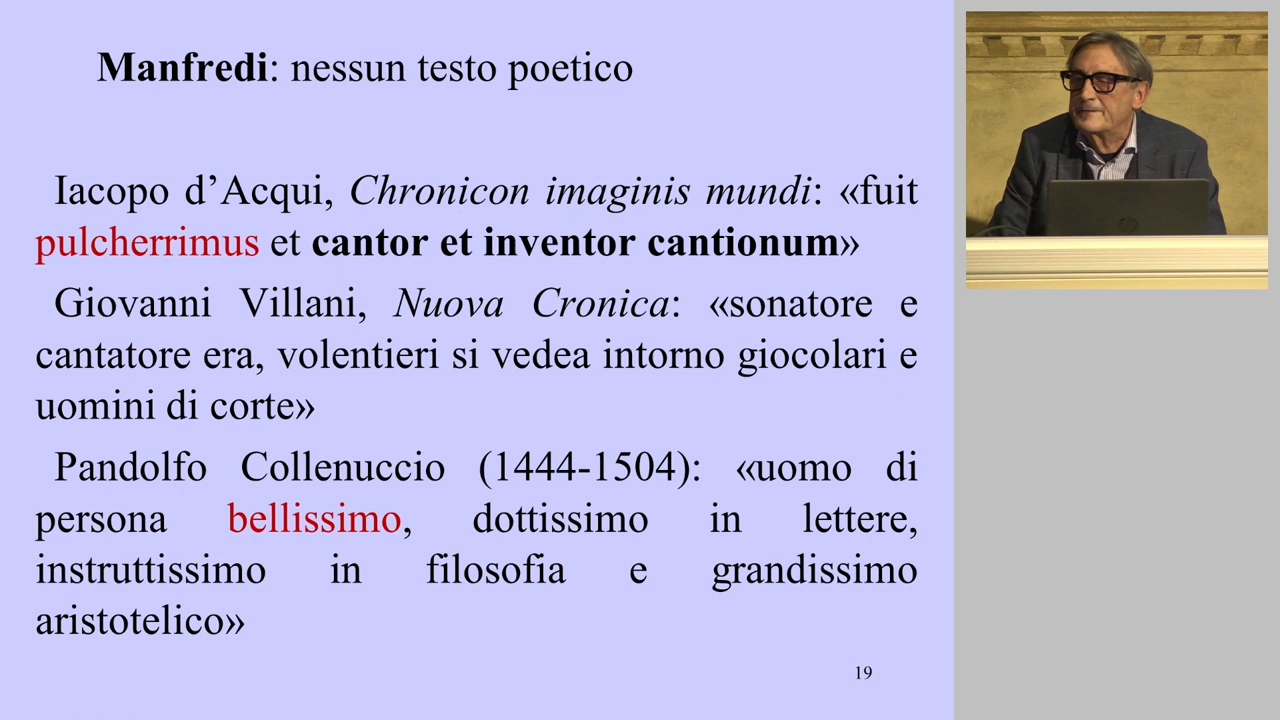 Manfredi: nessun testo poetico
Iacopo d’Acqui, Chronicon imaginis mundi: «fuit
pulcherrimus et cantor et inventor cantionum»
Giovanni Villani, Nuova Cronica: «sonatore e
cantatore era, volentieri si vedea intorno giocolari e
uomini di corte»
Pandolfo Collenuccio (1444-1504): «uomo di
persona bellissimo, dottissimo in lettere,
instruttissimo in filosofia e grandissimo
aristotelico»
19